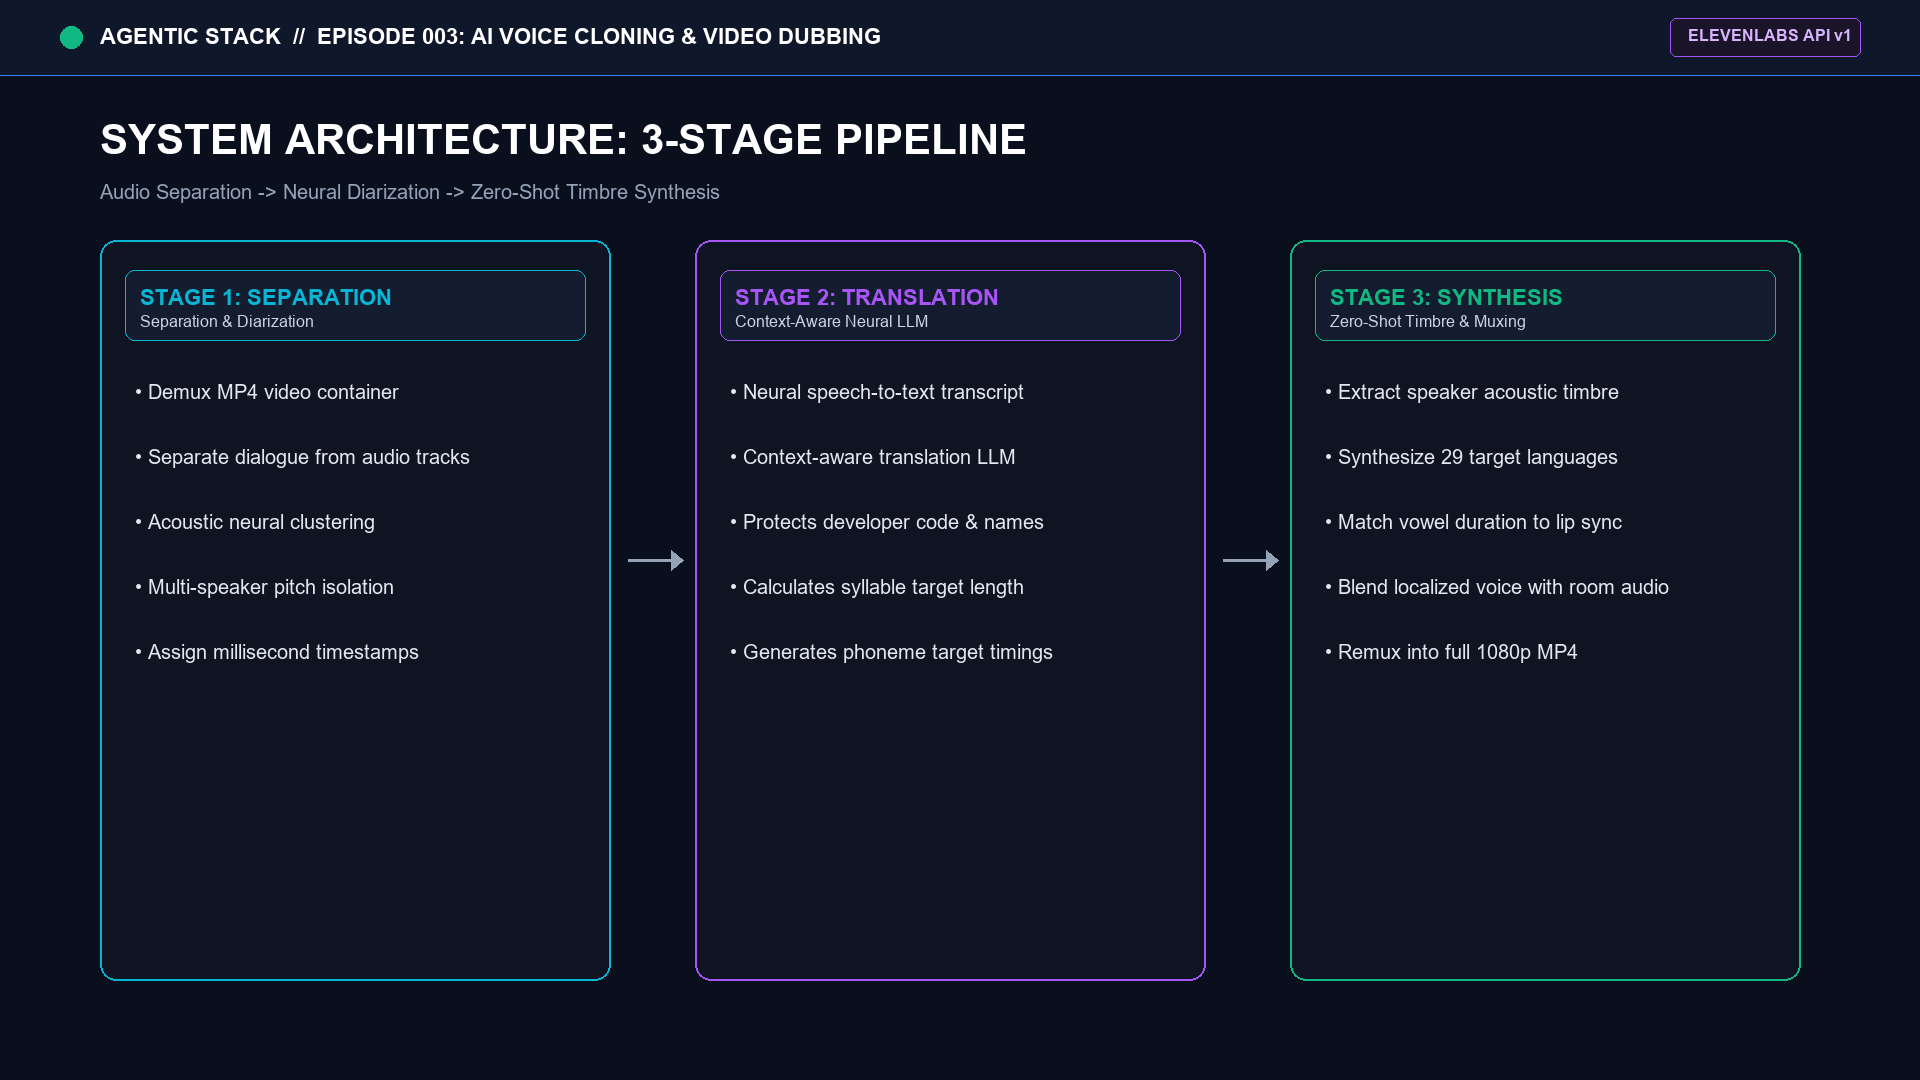 AGENTIC STACK // EPISODE 003: AI VOICE CLONING & VIDEO DUBBING
ELEVENLABS API v1
SYSTEM ARCHITECTURE: 3-STAGE PIPELINE
Audio Separation -> Neural Diarization -> Zero-Shot Timbre Synthesis
STAGE 1: SEPARATION
Separation & Diarization
• Demux MP4 video container
• Separate dialogue from audio tracks
• Acoustic neural clustering
• Multi-speaker pitch isolation
• Assign millisecond timestamps
STAGE 2: TRANSLATION
Context-Aware Neural LLM
• Neural speech-to-text transcript
• Context-aware translation LLM
• Protects developer code & names
• Calculates syllable target length
• Generates phoneme target timings
STAGE 3: SYNTHESIS
Zero-Shot Timbre & Muxing
• Extract speaker acoustic timbre
• Synthesize 29 target languages
• Match vowel duration to lip sync
• Blend localized voice with room audio
• Remux into full 1080p MP4